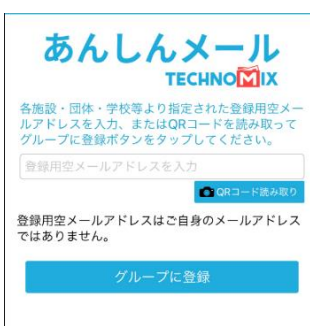 あんしんメール
TECHNOMIX
各施設・団体・学校等より指定された登録用空メー
ルアドレスを入力、またはQRコードを読み取って
グループに登録ボタンをタップしてください。
登録用空メールアドレスを入力
QRコード読み取り
登録用空メールアドレスはご自身のメールアドレス
ではありません。
グループに登録